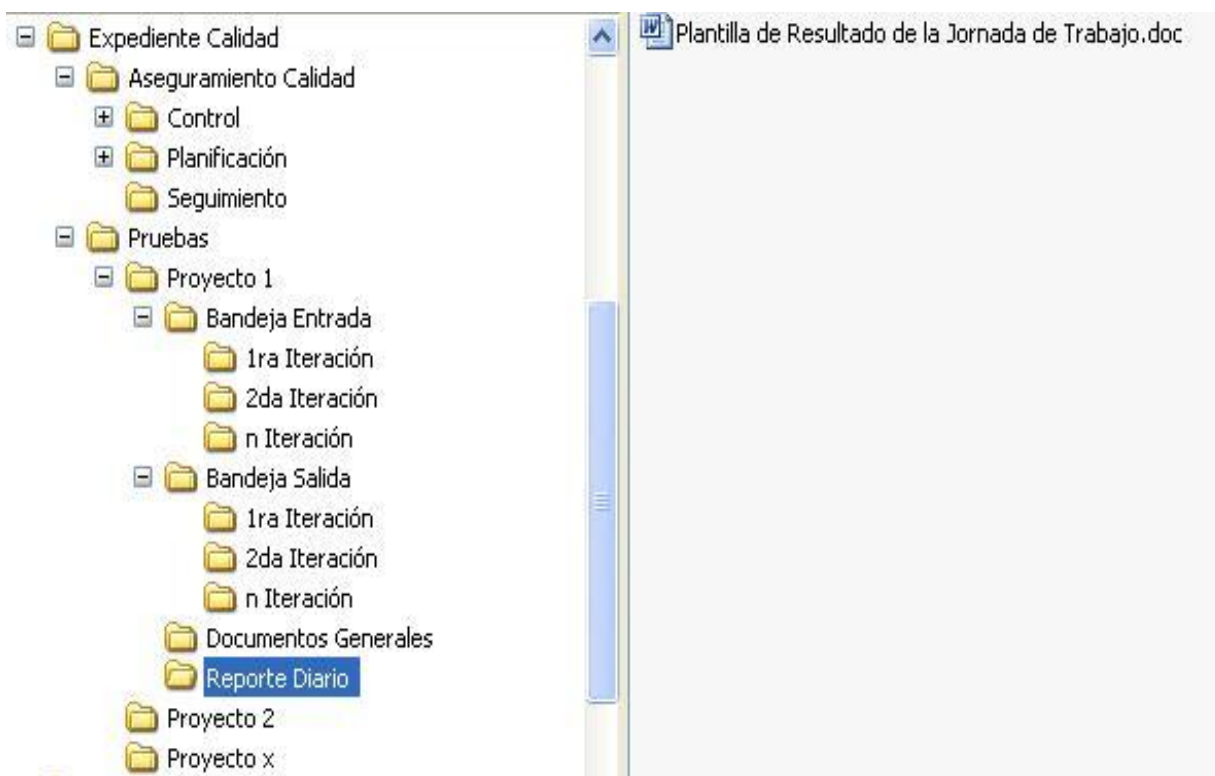 Expediente Calidad
Aseguramiento Calidad
Control
Planificación
Seguimiento
Pruebas
Proyecto 1
Bandeja Entrada
1ra Iteración
2da Iteración
n Iteración
Bandeja Salida
1ra Iteración
2da Iteración
n Iteración
Documentos Generales
Reporte Diario
Proyecto 2
Proyecto x
Plantilla de Resultado de la Jornada de Trabajo.doc